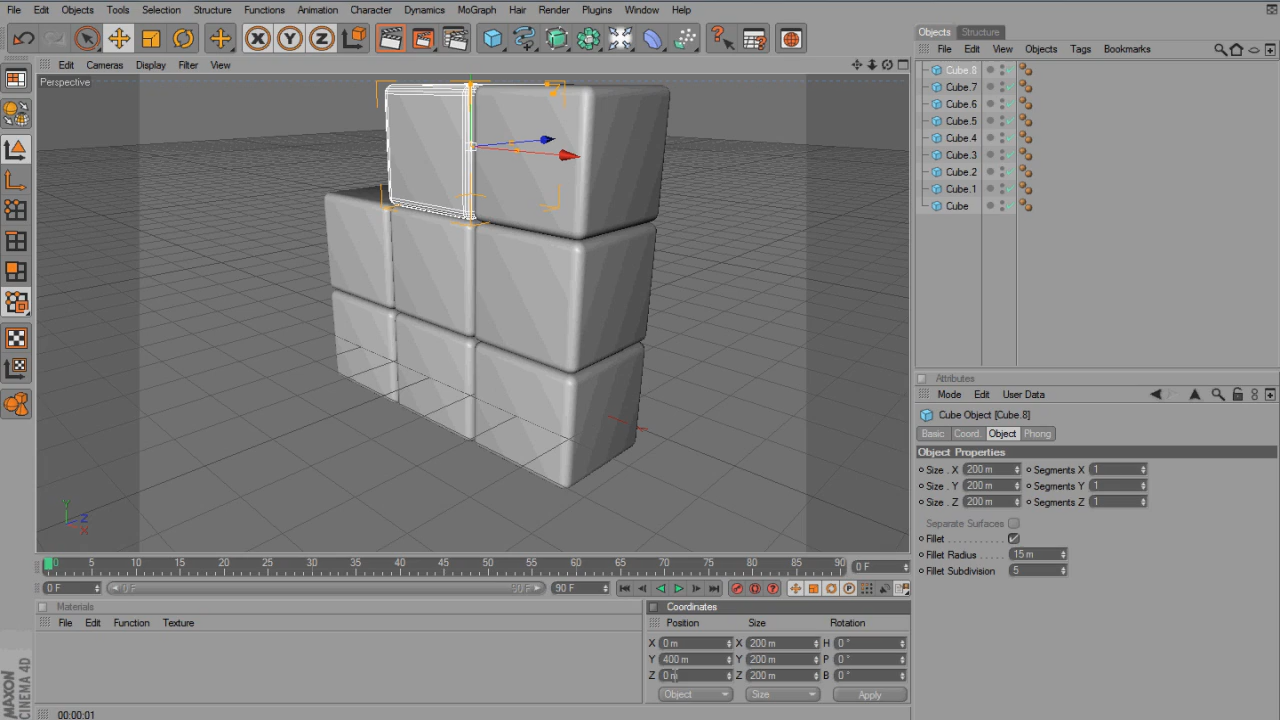 File Edit Objects Tools Selection Structure Functions Animation Character Dynamics MoGraph Hair Render Plugins Window Help
Objects Structure
File Edit View Objects Tags Bookmarks
Edit Cameras Display Filter View
Perspective
Cube.8
Cube.7
Cube.6
Cube.5
Cube.4
Cube.3
Cube.2
Cube.1
Cube
X Y Z
Y Z X
Attributes
Mode Edit User Data
Cube Object [Cube.8]
Basic Coord. Object Phong
Object Properties
Size . X 200 m Segments X 1
Size . Y 200 m Segments Y 1
Size . Z 200 m Segments Z 1
Separate Surfaces
Fillet
Fillet Radius 15 m
Fillet Subdivision 5
0 5 10 15 20 25 30 35 40 45 50 55 60 65 70 75 80 85 90 0 F
0 F 0 F 90 F 90 F
Materials
File Edit Function Texture
Coordinates
Position Size Rotation
X 0 m X 200 m H 0 °
Y 400 m Y 200 m P 0 °
Z 0 m Z 200 m B 0 °
Object Size Apply
MAXON
CINEMA 4D
00:00:01